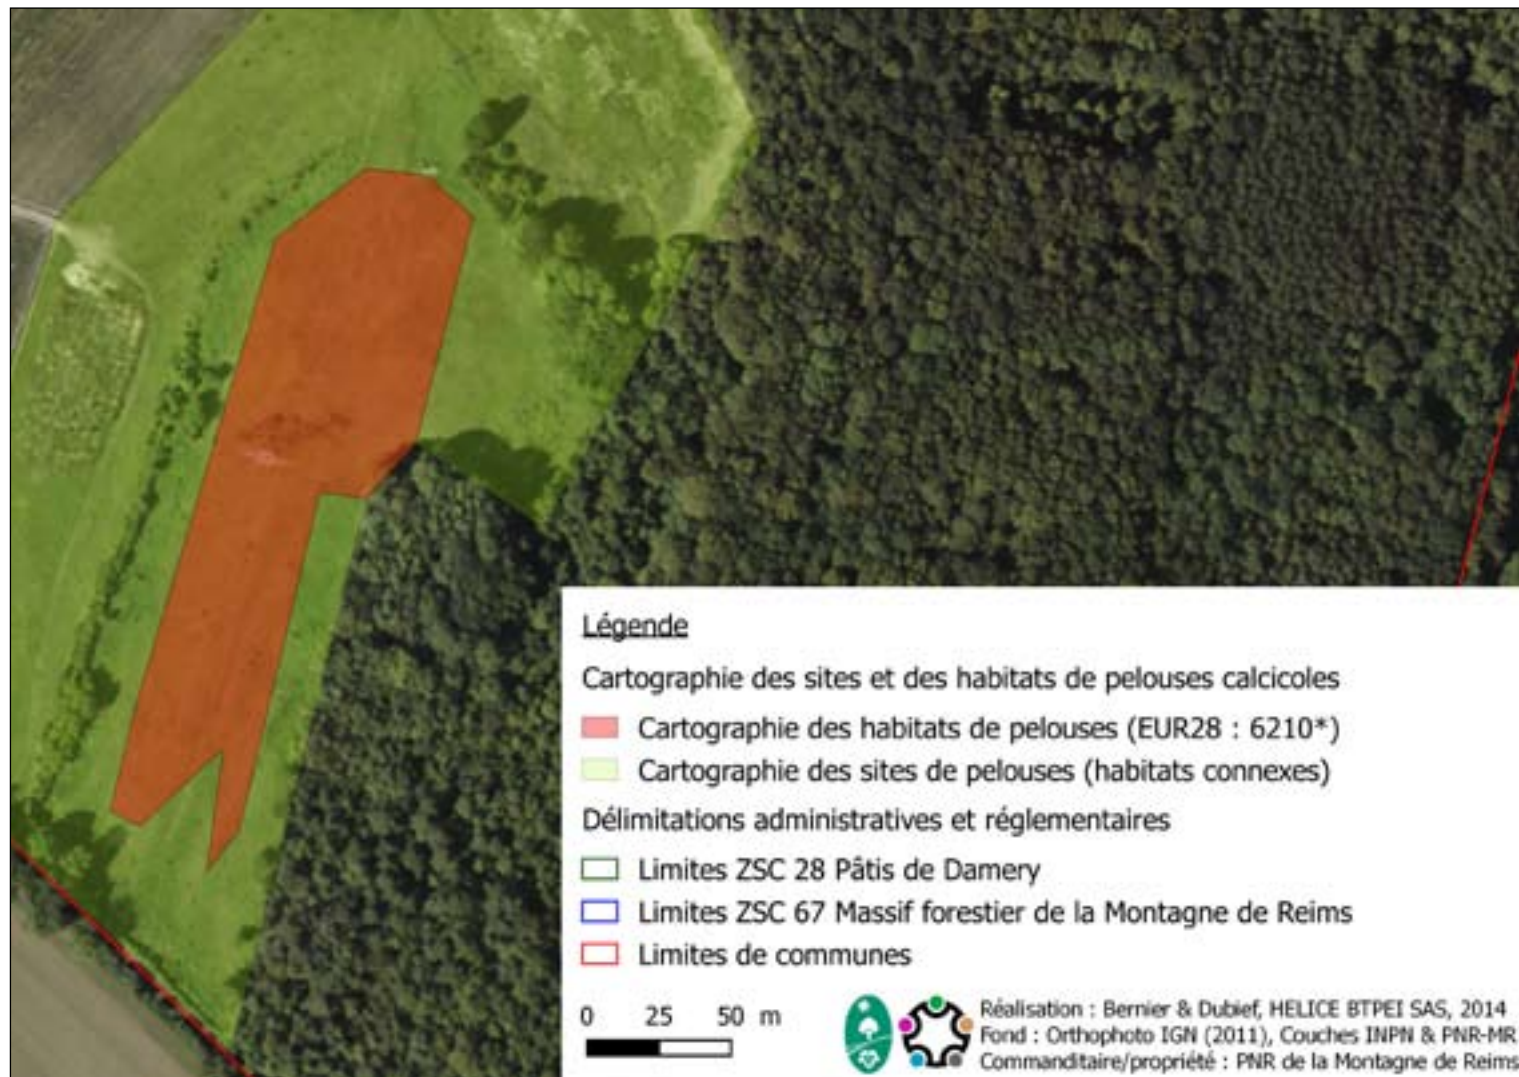 Légende
Cartographie des sites et des habitats de pelouses calcicoles
Cartographie des habitats de pelouses (EUR28 : 6210*)
Cartographie des sites de pelouses (habitats connexes)
Délimitations administratives et réglementaires
Limites ZSC 28 Pâtis de Damery
Limites ZSC 67 Massif forestier de la Montagne de Reims
Limites de communes
0 25 50 m
Réalisation : Bernier & Dubief, HELICE BTPEI SAS, 2014
Fond : Orthophoto IGN (2011), Couches INPN & PNR-MR
Commanditaire/propriété : PNR de la Montagne de Reims